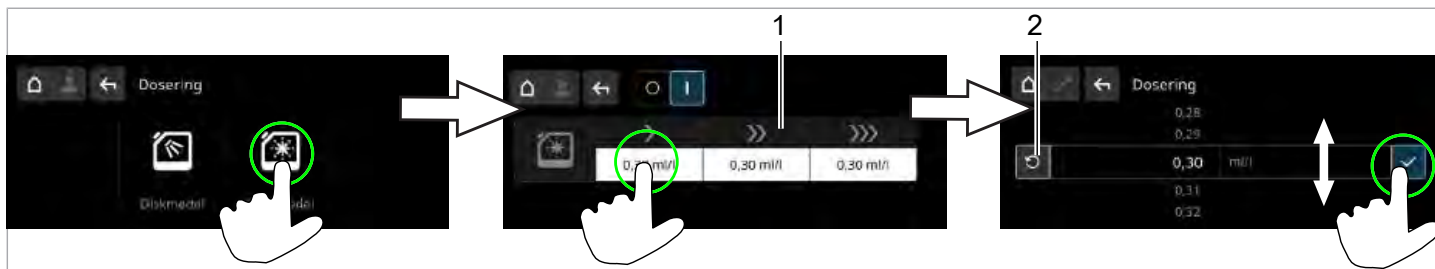 1
2
Dosering
Diskmedel
0,30 ml/l
0,30 ml/l
Dosering
0,28
0,29
0,30 ml/l
0,31
0,32